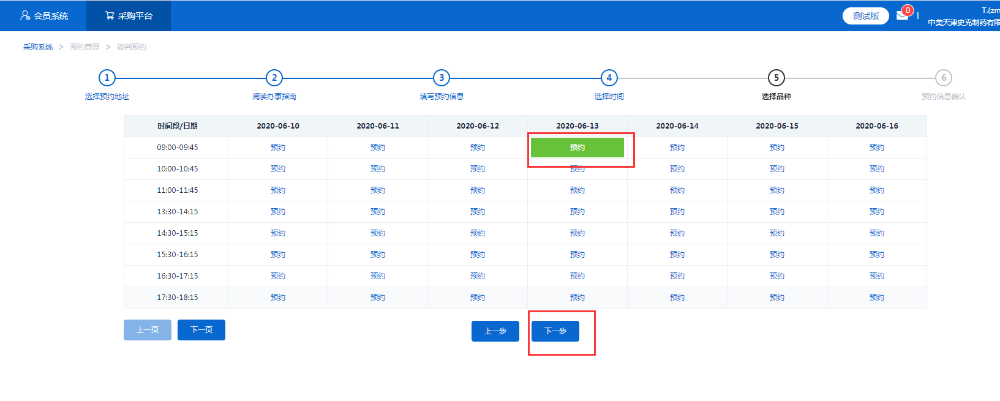 会员系统 采购平台 测试版 0 T.(zm
中美天津史克制药有限
采购系统 > 预约管理 > 谈判预约
1 2 3 4 5 6
选择预约地址 阅读办事指南 填写预约信息 选择时间 选择品种 预约信息确认
时间段/日期 2020-06-10 2020-06-11 2020-06-12 2020-06-13 2020-06-14 2020-06-15 2020-06-16
09:00-09:45 预约 预约 预约 预约 预约 预约 预约
10:00-10:45 预约 预约 预约 预约 预约 预约 预约
11:00-11:45 预约 预约 预约 预约 预约 预约 预约
13:30-14:15 预约 预约 预约 预约 预约 预约 预约
14:30-15:15 预约 预约 预约 预约 预约 预约 预约
15:30-16:15 预约 预约 预约 预约 预约 预约 预约
16:30-17:15 预约 预约 预约 预约 预约 预约 预约
17:30-18:15 预约 预约 预约 预约 预约 预约 预约
上一页 下一页 上一步 下一步